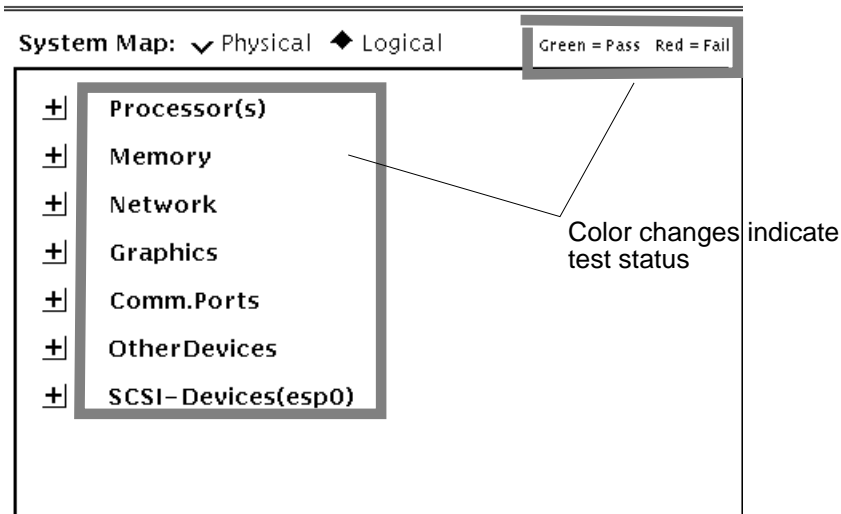 System Map: Physical Logical
Green = Pass Red = Fail
Processor(s)
Memory
Network
Graphics
Comm.Ports
OtherDevices
SCSI-Devices(esp0)
Color changes indicate
test status